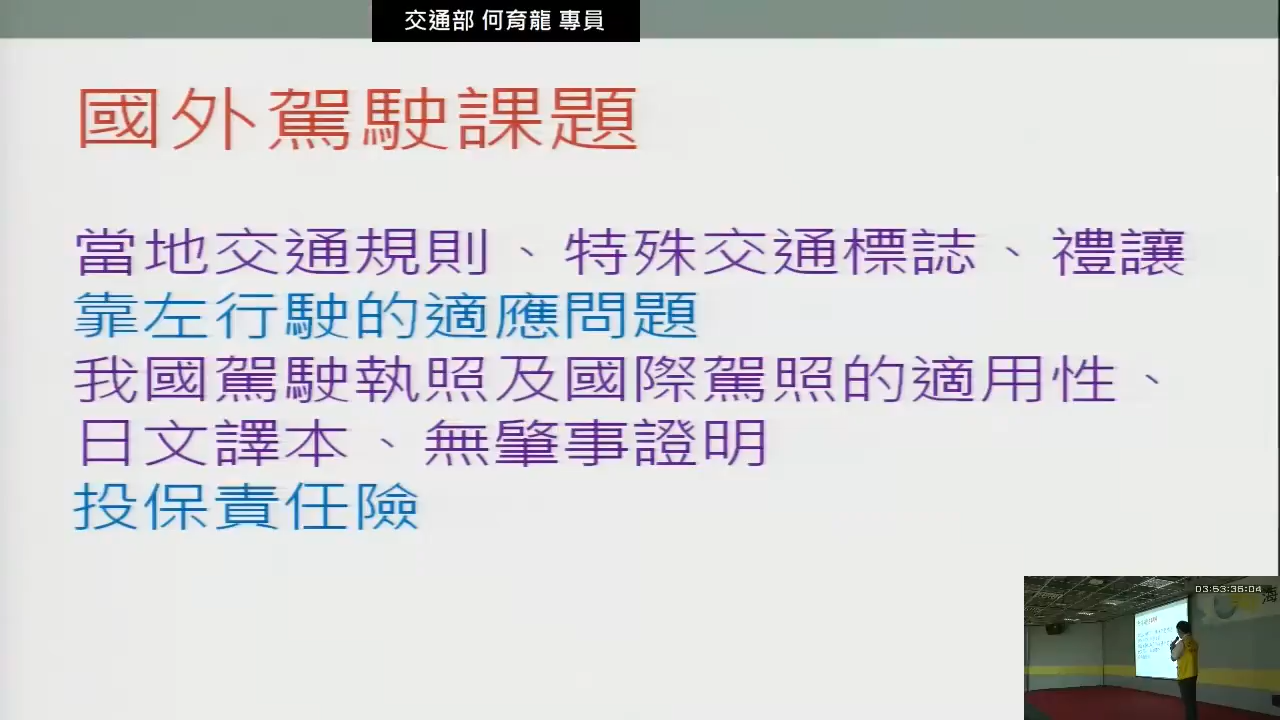 交通部 何育龍 專員
國外駕駛課題
當地交通規則、特殊交通標誌、禮讓
靠左行駛的適應問題
我國駕駛執照及國際駕照的適用性、
日文譯本、無肇事證明
投保責任險
03:53:36:04